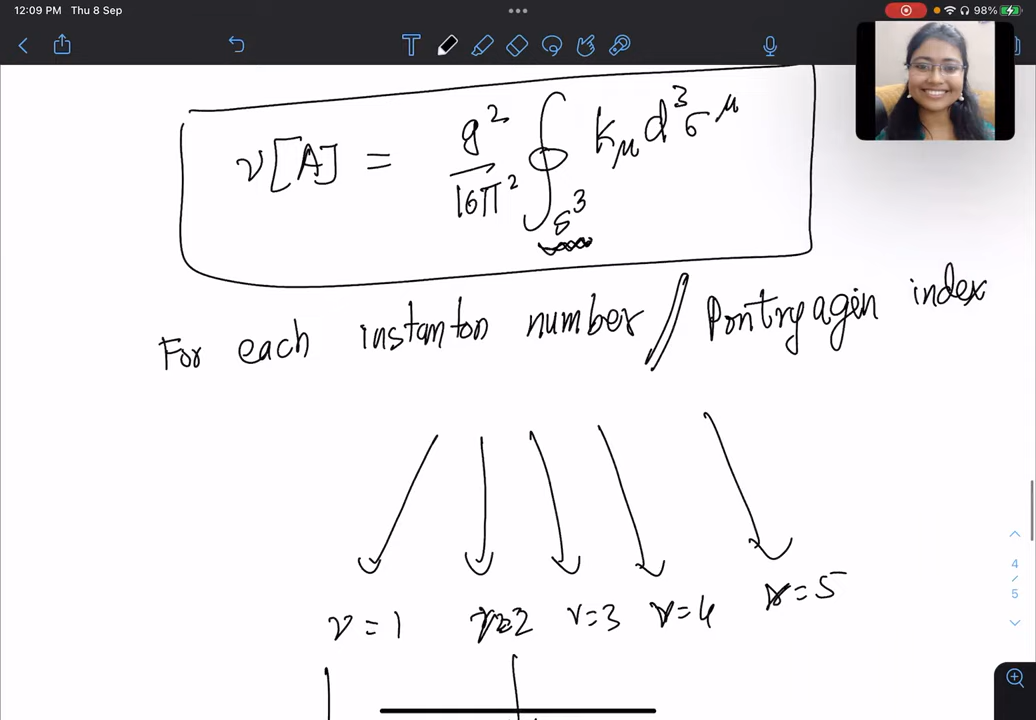 12:09 PM Thu 8 Sep
98%
T
ν[A] = g²/16π² ∮_S³ K_μ d³σ^μ
For each instanton number // Pontryagin index
ν=1 ν=2 ν=3 ν=4 ν=5
4
/
5